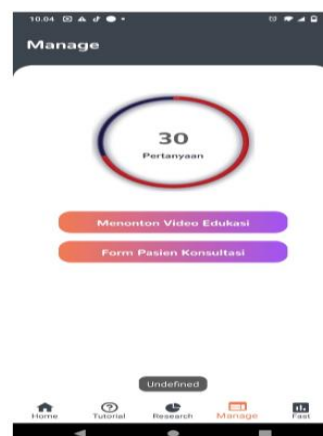 10.04
Manage
30
Pertanyaan
Menonton Video Edukasi
Form Pasien Konsultasi
Undefined
Home Tutorial Research Manage Fast